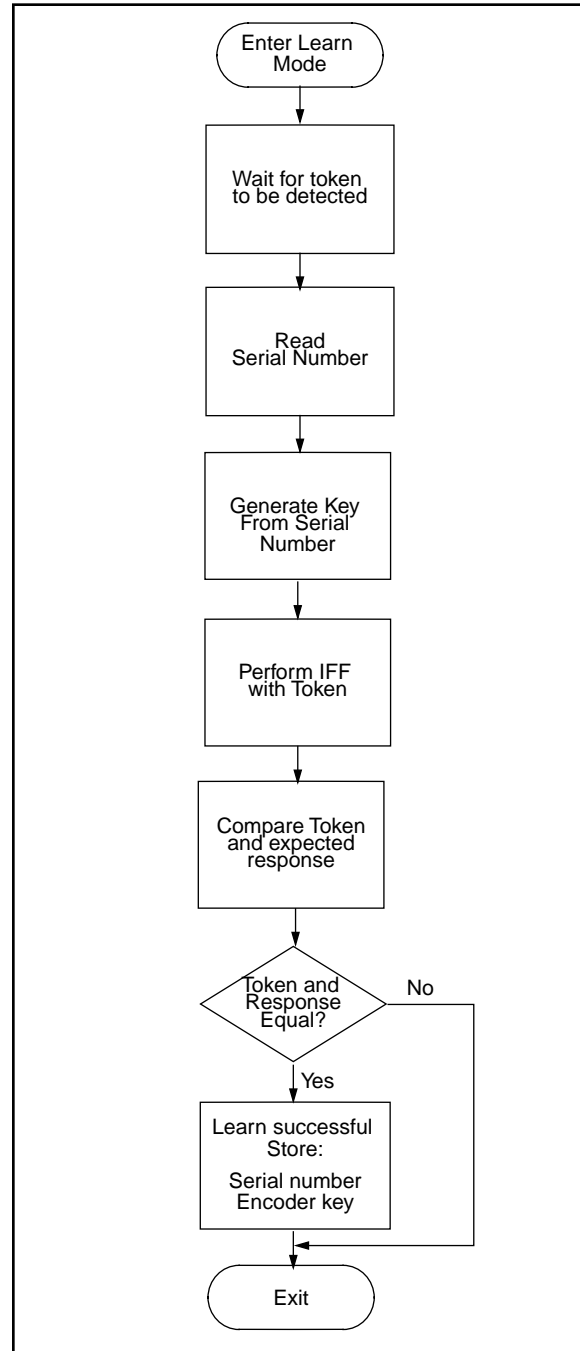 Enter Learn
Mode
Wait for token
to be detected
Read
Serial Number
Generate Key
From Serial
Number
Perform IFF
with Token
Compare Token
and expected
response
Token and
Response
Equal?
No
Yes
Learn successful
Store:
Serial number
Encoder key
Exit